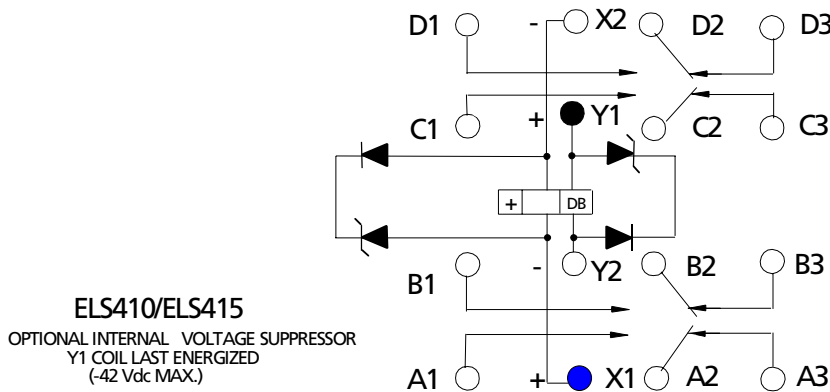 D1 - X2 D2 D3
C1 + Y1 C2 C3
+ DB
B1 - Y2 B2 B3
ELS410/ELS415
OPTIONAL INTERNAL VOLTAGE SUPPRESSOR
Y1 COIL LAST ENERGIZED
(-42 Vdc MAX.)
A1 + X1 A2 A3